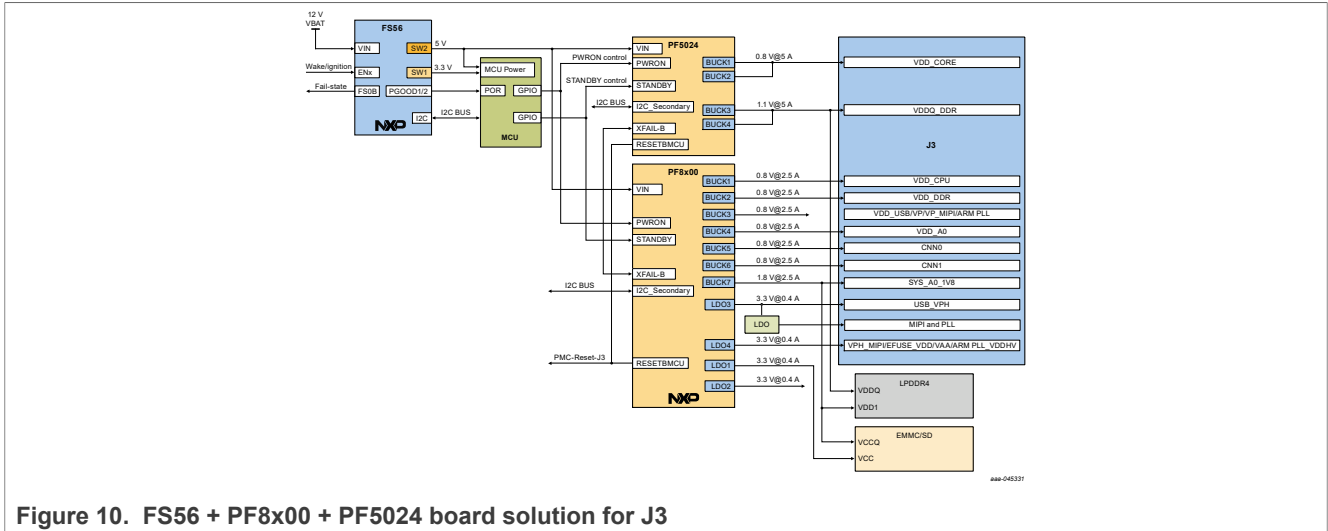 12 V
VBAT
FS56
VIN
SW2
5 V
Wake/ignition
ENx
SW1
3.3 V
Fail-state
FS0B
PGOOD1/2
I2C
I2C BUS
NXP
MCU Power
POR
GPIO
GPIO
MCU
PWRON control
STANDBY control
I2C BUS
PF5024
VIN
PWRON
STANDBY
I2C_Secondary
XFAIL-B
RESETBMCU
BUCK1
BUCK2
BUCK3
BUCK4
0.8 V@5 A
1.1 V@5 A
PF8x00
VIN
PWRON
STANDBY
XFAIL-B
I2C BUS
I2C_Secondary
PMC-Reset-J3
RESETBMCU
NXP
BUCK1
0.8 V@2.5 A
BUCK2
0.8 V@2.5 A
BUCK3
0.8 V@2.5 A
BUCK4
0.8 V@2.5 A
BUCK5
0.8 V@2.5 A
BUCK6
0.8 V@2.5 A
BUCK7
1.8 V@2.5 A
LDO3
3.3 V@0.4 A
LDO
LDO4
3.3 V@0.4 A
LDO1
3.3 V@0.4 A
LDO2
3.3 V@0.4 A
VDD_CORE
VDDQ_DDR
J3
VDD_CPU
VDD_DDR
VDD_USB/VP/VP_MIPI/ARM PLL
VDD_A0
CNN0
CNN1
SYS_A0_1V8
USB_VPH
MIPI and PLL
VPH_MIPI/EFUSE_VDD/VAA/ARM PLL_VDDHV
LPDDR4
VDDQ
VDD1
EMMC/SD
VCCQ
VCC
aaa-045331
Figure 10. FS56 + PF8x00 + PF5024 board solution for J3